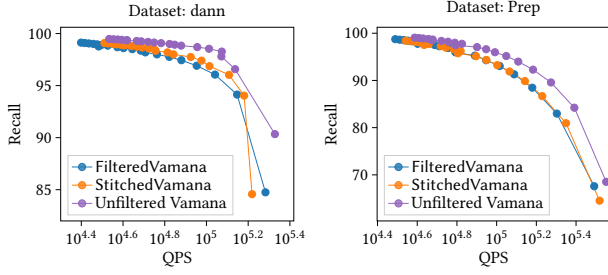 Dataset: dann
100
95
90
85
Recall
FilteredVamana
StitchedVamana
Unfiltered Vamana
10^4.4 10^4.6 10^4.8 10^5 10^5.2 10^5.4
QPS
Dataset: Prep
100
90
80
70
Recall
FilteredVamana
StitchedVamana
Unfiltered Vamana
10^4.4 10^4.6 10^4.8 10^5 10^5.2 10^5.4
QPS